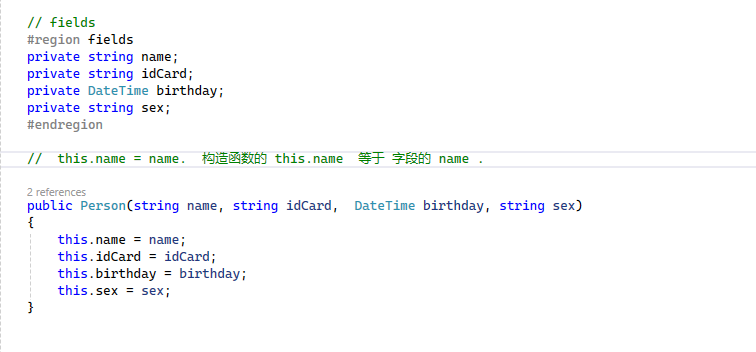 // fields
#region fields
private string name;
private string idCard;
private DateTime birthday;
private string sex;
#endregion
//  this.name = name.  构造函数的 this.name  等于 字段的 name .
2 references
public Person(string name, string idCard,  DateTime birthday, string sex)
{
    this.name = name;
    this.idCard = idCard;
    this.birthday = birthday;
    this.sex = sex;
}